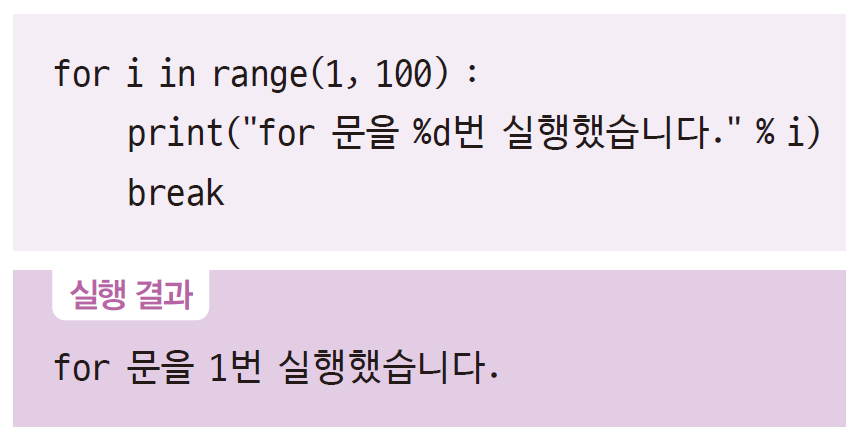 for i in range(1, 100) :
    print("for 문을 %d번 실행했습니다." % i)
    break
실행 결과
for 문을 1번 실행했습니다.